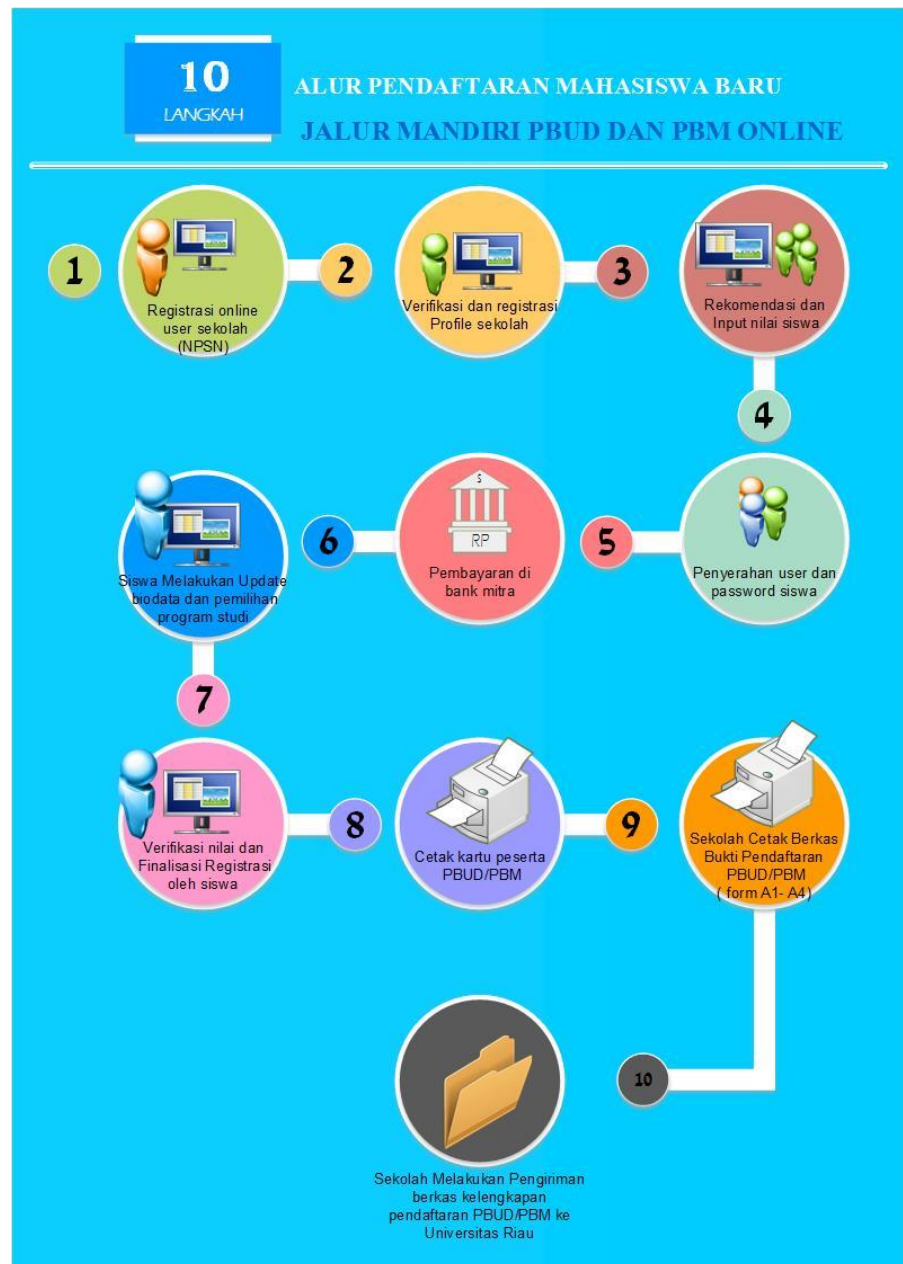 10
LANGKAH
ALUR PENDAFTARAN MAHASISWA BARU
JALUR MANDIRI PBUD DAN PBM ONLINE
1
Registrasi online
user sekolah
(NPSN)
2
Verifikasi dan registrasi
Profile sekolah
3
Rekomendasi dan
Input nilai siswa
4
Penyerahan user dan
password siswa
5
$
RP
Pembayaran di
bank mitra
6
Siswa Melakukan Update
biodata dan pemilihan
program studi
7
Verifikasi nilai dan
Finalisasi Registrasi
oleh siswa
8
Cetak kartu peserta
PBUD/PBM
9
Sekolah Cetak Berkas
Bukti Pendaftaran
PBUD/PBM
( form A1- A4)
10
Sekolah Melakukan Pengiriman
berkas kelengkapan
pendaftaran PBUD/PBM ke
Universitas Riau